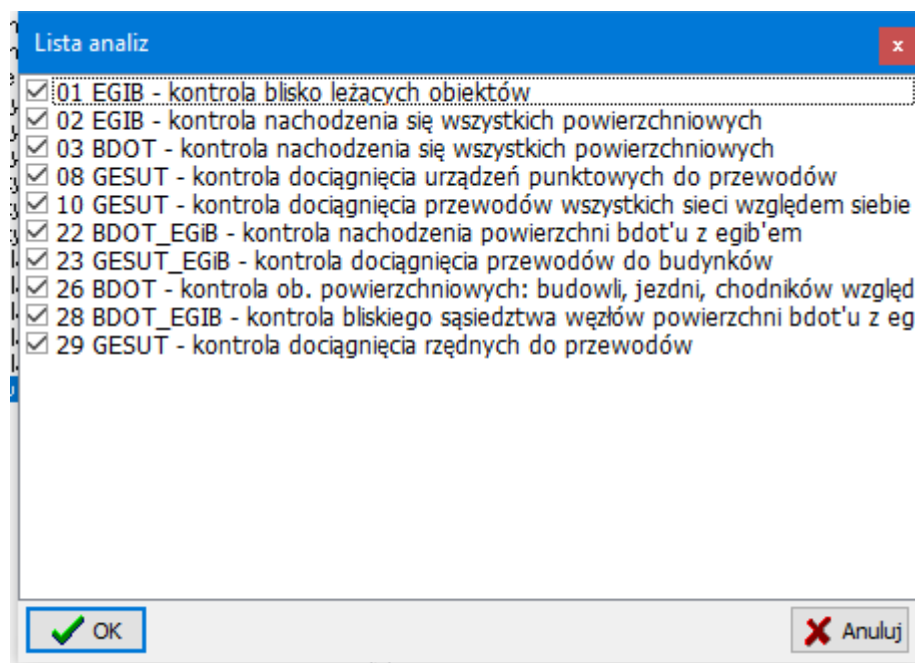 Lista analiz
x
01 EGIB - kontrola blisko leżących obiektów
02 EGIB - kontrola nachodzenia się wszystkich powierzchniowych
03 BDOT - kontrola nachodzenia się wszystkich powierzchniowych
08 GESUT - kontrola dociągnięcia urządzeń punktowych do przewodów
10 GESUT - kontrola dociągnięcia przewodów wszystkich sieci względem siebie
22 BDOT_EGiB - kontrola nachodzenia powierzchni bdot'u z egib'em
23 GESUT_EGiB - kontrola dociągnięcia przewodów do budynków
26 BDOT - kontrola ob. powierzchniowych: budowli, jezdni, chodników względ
28 BDOT_EGIB - kontrola bliskiego sąsiedztwa węzłów powierzchni bdot'u z eg
29 GESUT - kontrola dociągnięcia rzędnych do przewodów
OK
Anuluj